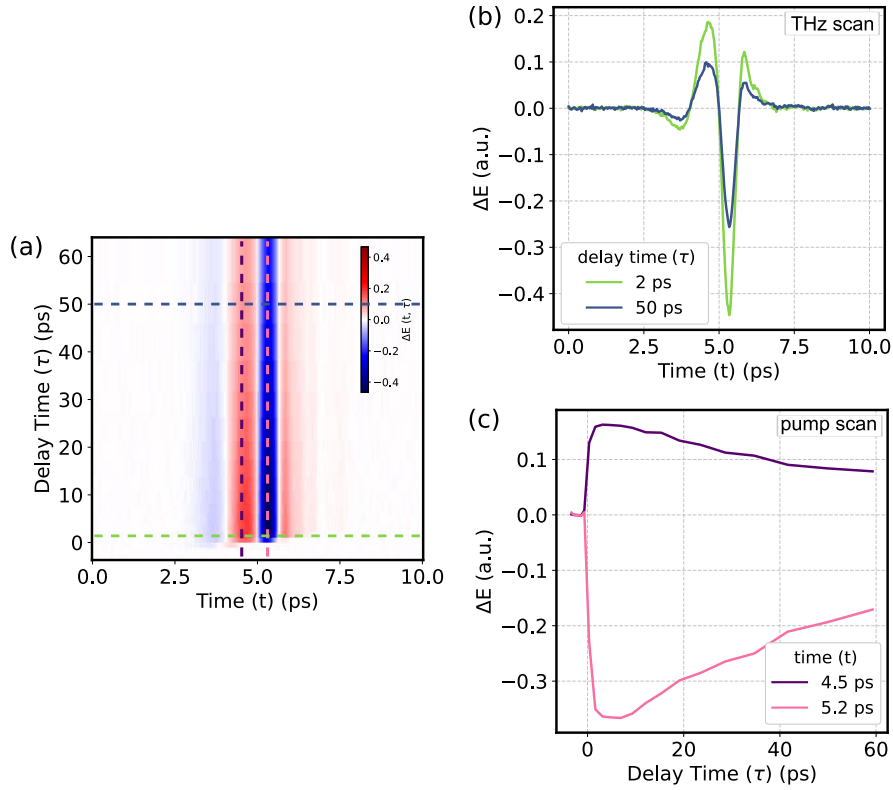 (a)
60
50
40
30
20
10
0
Delay Time (τ) (ps)
0.0
2.5
5.0
7.5
10.0
Time (t) (ps)
0.4
0.2
0.0
−0.2
−0.4
ΔE (t, τ)
(b)
THz scan
0.2
0.1
0.0
−0.1
−0.2
−0.3
−0.4
ΔE (a.u.)
delay time (τ)
2 ps
50 ps
0.0
2.5
5.0
7.5
10.0
Time (t) (ps)
(c)
pump scan
0.1
0.0
−0.1
−0.2
−0.3
ΔE (a.u.)
time (t)
4.5 ps
5.2 ps
0
20
40
60
Delay Time (τ) (ps)